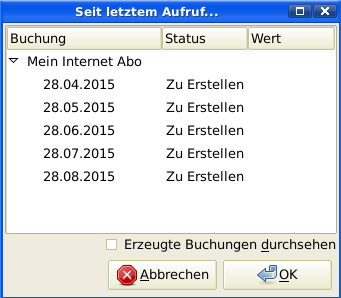 Seit letztem Aufruf...
Buchung Status Wert
Mein Internet Abo
28.04.2015 Zu Erstellen
28.05.2015 Zu Erstellen
28.06.2015 Zu Erstellen
28.07.2015 Zu Erstellen
28.08.2015 Zu Erstellen
Erzeugte Buchungen durchsehen
Abbrechen OK